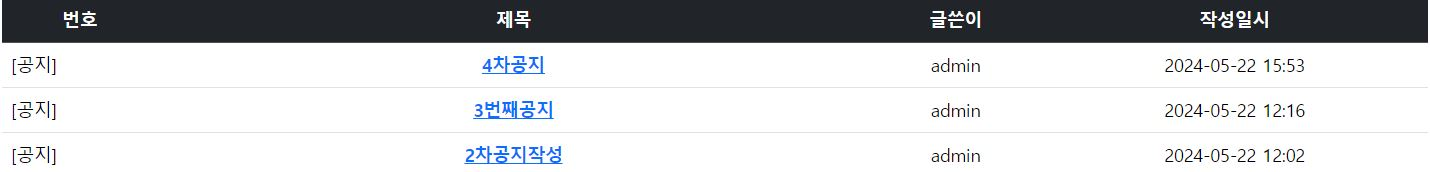 번호 제목 글쓴이 작성일시
[공지] 4차공지 admin 2024-05-22 15:53
[공지] 3번째공지 admin 2024-05-22 12:16
[공지] 2차공지작성 admin 2024-05-22 12:02